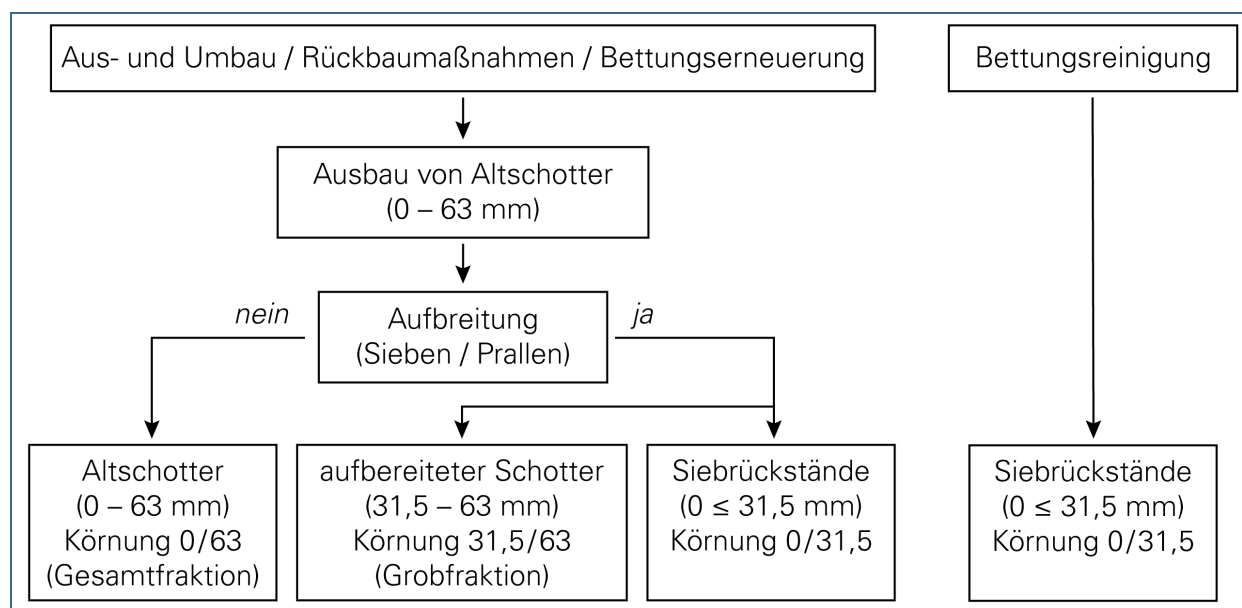 Aus- und Umbau / Rückbaumaßnahmen / Bettungserneuerung
Bettungsreinigung
Ausbau von Altschotter
(0 – 63 mm)
nein
Aufbreitung
(Sieben / Prallen)
ja
Altschotter
(0 – 63 mm)
Körnung 0/63
(Gesamtfraktion)
aufbereiteter Schotter
(31,5 – 63 mm)
Körnung 31,5/63
(Grobfraktion)
Siebrückstände
(0 ≤ 31,5 mm)
Körnung 0/31,5
Siebrückstände
(0 ≤ 31,5 mm)
Körnung 0/31,5